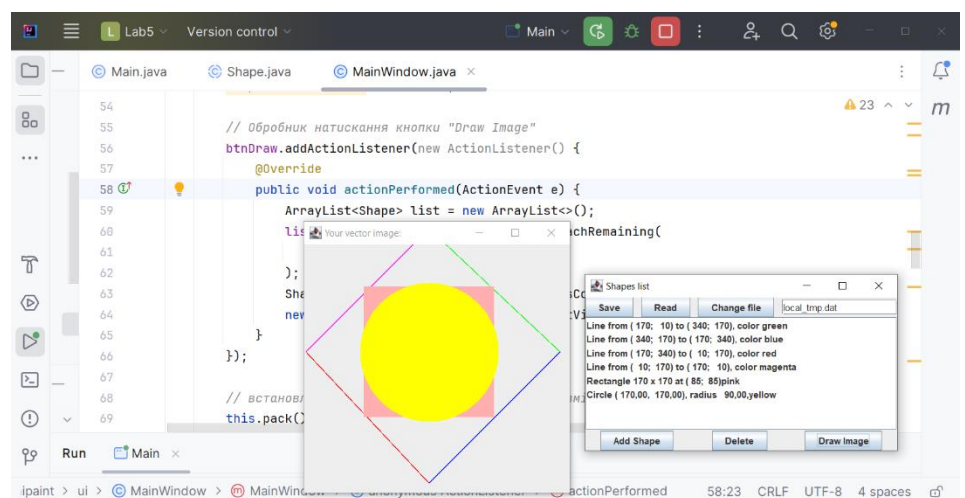 L Lab5 Version control Main
Main.java Shape.java MainWindow.java
54
23
55 // Обробник натискання кнопки "Draw Image"
56 btnDraw.addActionListener(new ActionListener() {
57 @Override
58 public void actionPerformed(ActionEvent e) {
59 ArrayList<Shape> list = new ArrayList<>();
60 lis achRemaining(
61
62 );
63 Sha
64 new
65 }
66 });
67
68 // встановл
69 this.pack()
Your vector image:
Shapes list
Save Read Change file local_tmp.dat
Line from ( 170; 10) to ( 340; 170), color green
Line from ( 340; 170) to ( 170; 340), color blue
Line from ( 170; 340) to ( 10; 170), color red
Line from ( 10; 170) to ( 170; 10), color magenta
Rectangle 170 x 170 at ( 85; 85)pink
Circle ( 170,00, 170,00), radius 90,00,yellow
Add Shape Delete Draw Image
Run Main
ipaint > ui > MainWindow > MainWindow > actionPerformed 58:23 CRLF UTF-8 4 spaces